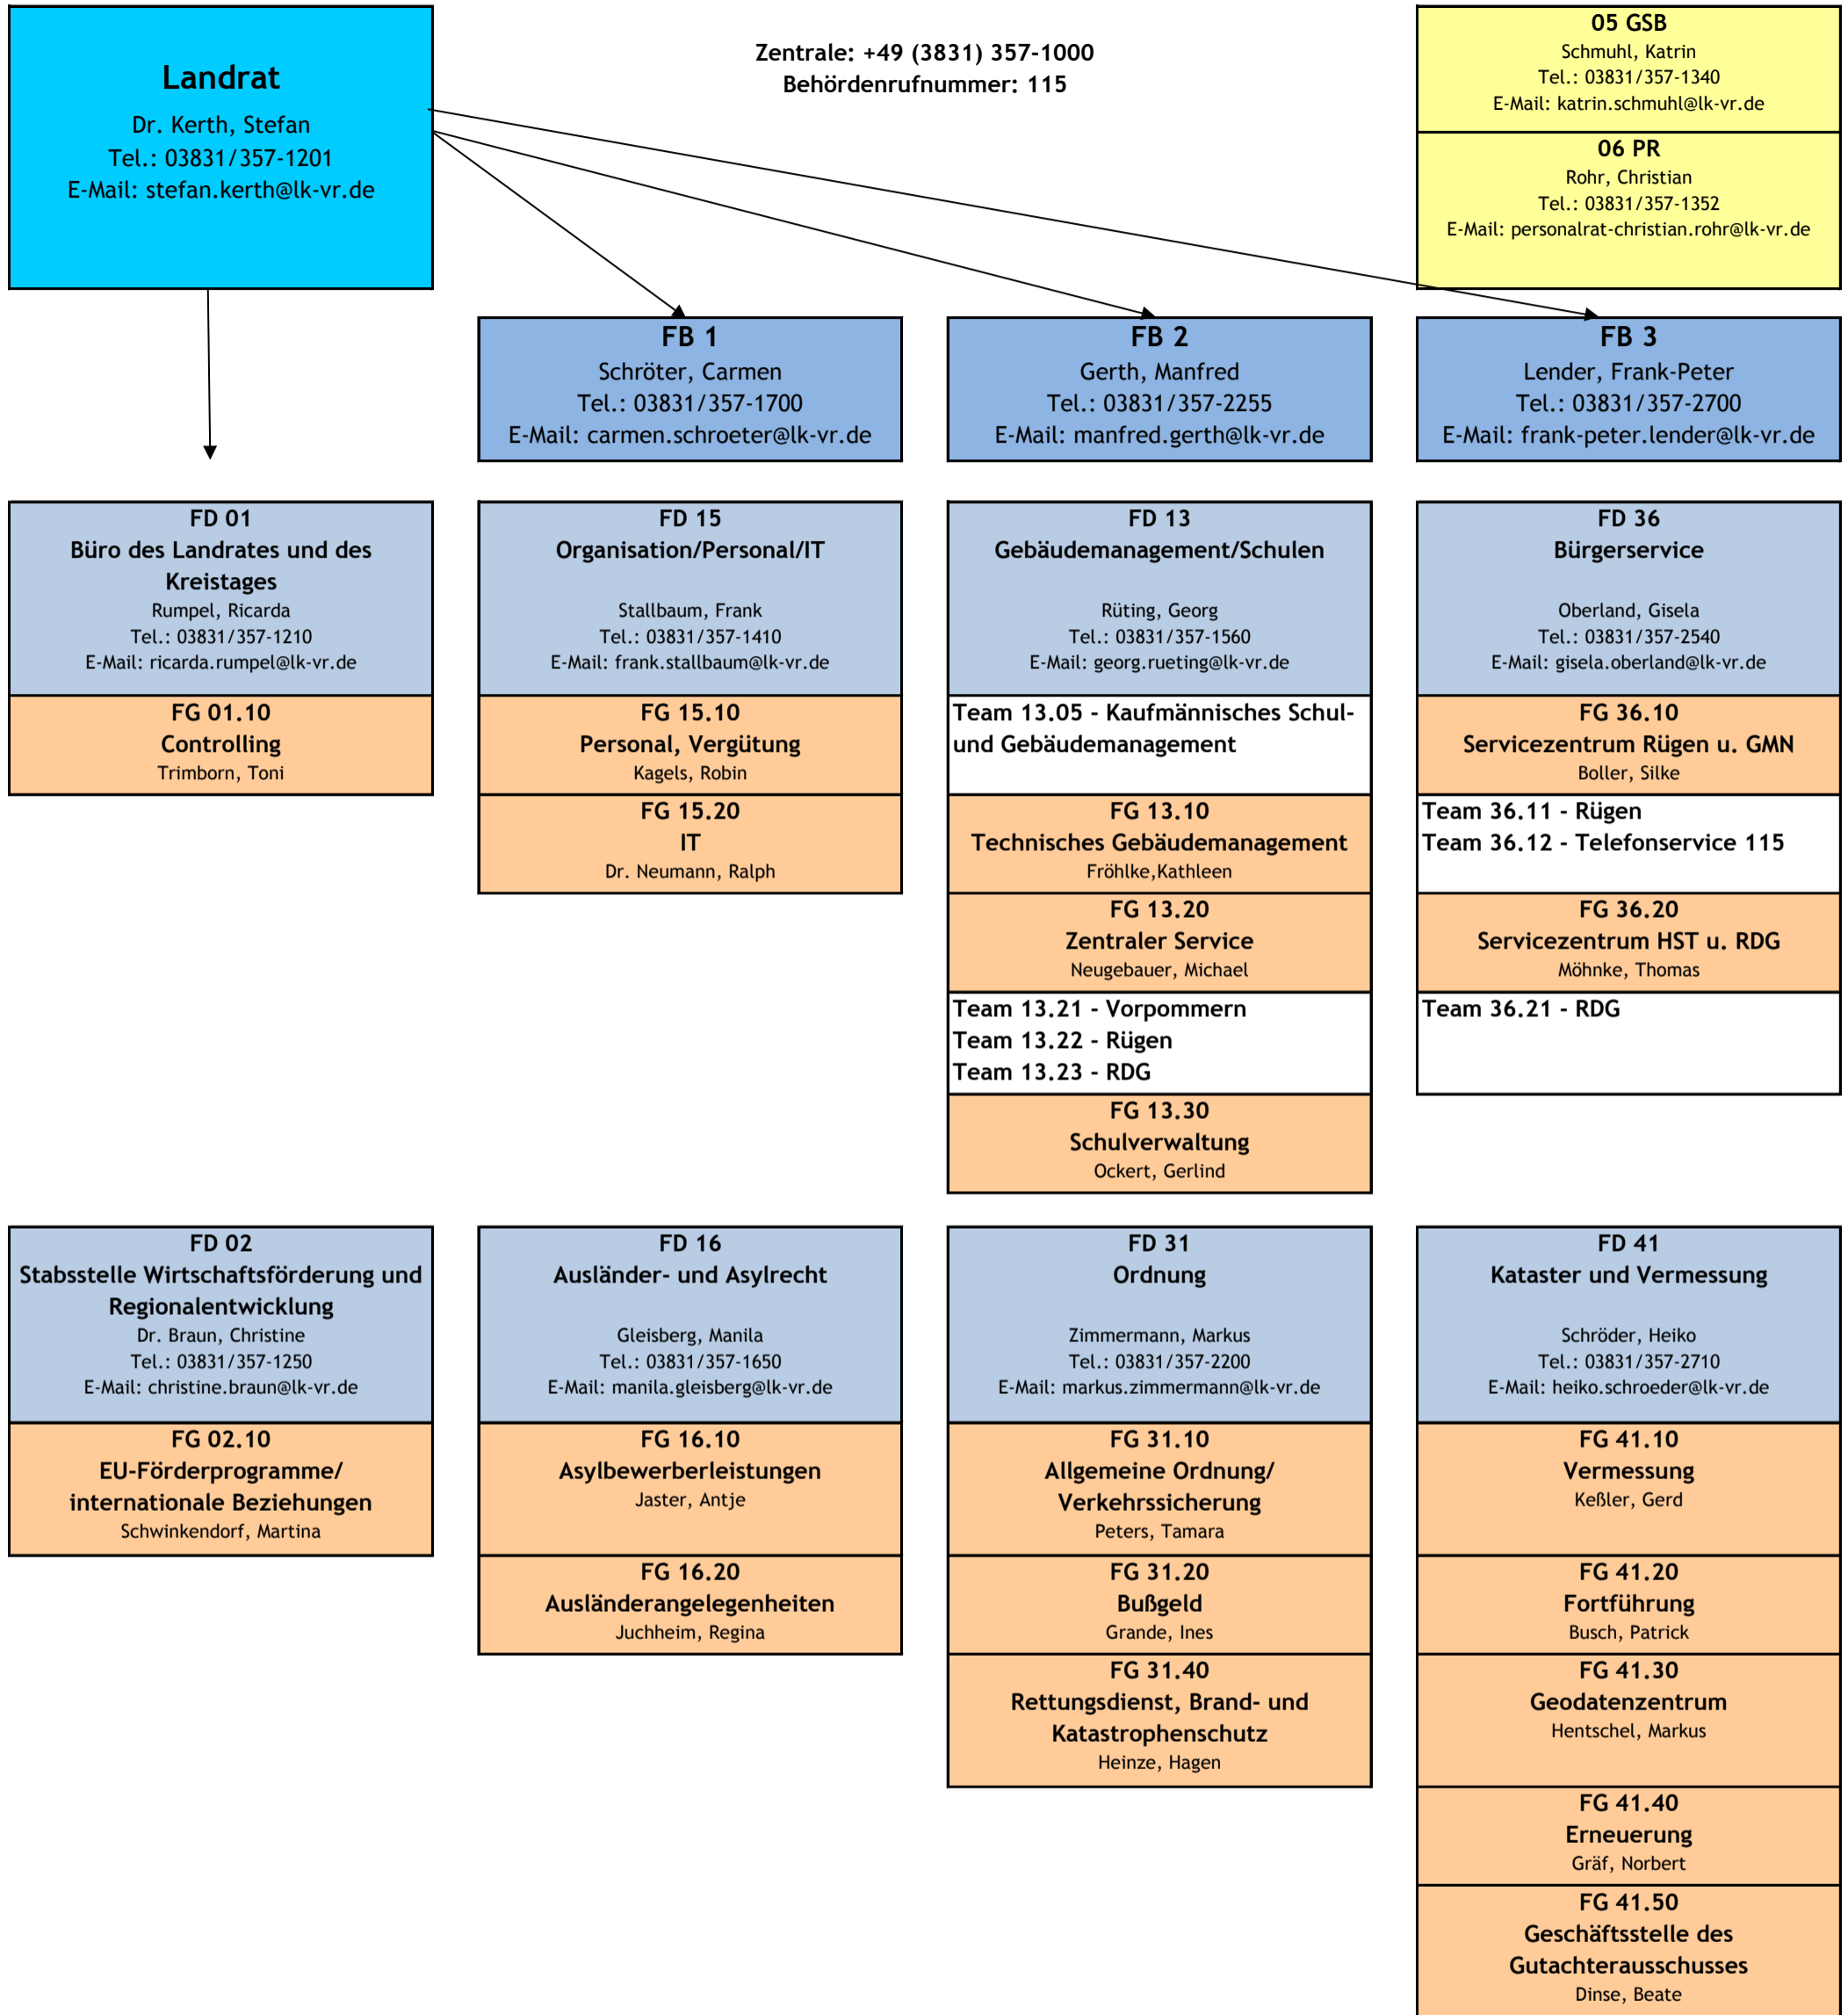 Landrat
Dr. Kerth, Stefan
Tel.: 03831/357-1201
E-Mail: stefan.kerth@lk-vr.de
Zentrale: +49 (3831) 357-1000
Behördenrufnummer: 115
05 GSB
Schmuhl, Katrin
Tel.: 03831/357-1340
E-Mail: katrin.schmuhl@lk-vr.de
06 PR
Rohr, Christian
Tel.: 03831/357-1352
E-Mail: personalrat-christian.rohr@lk-vr.de
FB 1
Schröter, Carmen
Tel.: 03831/357-1700
E-Mail: carmen.schroeter@lk-vr.de
FB 2
Gerth, Manfred
Tel.: 03831/357-2255
E-Mail: manfred.gerth@lk-vr.de
FB 3
Lender, Frank-Peter
Tel.: 03831/357-2700
E-Mail: frank-peter.lender@lk-vr.de
FD 01
Büro des Landrates und des
Kreistages
Rumpel, Ricarda
Tel.: 03831/357-1210
E-Mail: ricarda.rumpel@lk-vr.de
FG 01.10
Controlling
Trimborn, Toni
FD 15
Organisation/Personal/IT
Stallbaum, Frank
Tel.: 03831/357-1410
E-Mail: frank.stallbaum@lk-vr.de
FG 15.10
Personal, Vergütung
Kagels, Robin
FG 15.20
IT
Dr. Neumann, Ralph
FD 13
Gebäudemanagement/Schulen
Rüting, Georg
Tel.: 03831/357-1560
E-Mail: georg.rueting@lk-vr.de
Team 13.05 - Kaufmännisches Schul-
und Gebäudemanagement
FG 13.10
Technisches Gebäudemanagement
Fröhlke,Kathleen
FG 13.20
Zentraler Service
Neugebauer, Michael
Team 13.21 - Vorpommern
Team 13.22 - Rügen
Team 13.23 - RDG
FG 13.30
Schulverwaltung
Ockert, Gerlind
FD 36
Bürgerservice
Oberland, Gisela
Tel.: 03831/357-2540
E-Mail: gisela.oberland@lk-vr.de
FG 36.10
Servicezentrum Rügen u. GMN
Boller, Silke
Team 36.11 - Rügen
Team 36.12 - Telefonservice 115
FG 36.20
Servicezentrum HST u. RDG
Möhnke, Thomas
Team 36.21 - RDG
FD 02
Stabsstelle Wirtschaftsförderung und
Regionalentwicklung
Dr. Braun, Christine
Tel.: 03831/357-1250
E-Mail: christine.braun@lk-vr.de
FG 02.10
EU-Förderprogramme/
internationale Beziehungen
Schwinkendorf, Martina
FD 16
Ausländer- und Asylrecht
Gleisberg, Manila
Tel.: 03831/357-1650
E-Mail: manila.gleisberg@lk-vr.de
FG 16.10
Asylbewerberleistungen
Jaster, Antje
FG 16.20
Ausländerangelegenheiten
Juchheim, Regina
FD 31
Ordnung
Zimmermann, Markus
Tel.: 03831/357-2200
E-Mail: markus.zimmermann@lk-vr.de
FG 31.10
Allgemeine Ordnung/
Verkehrssicherung
Peters, Tamara
FG 31.20
Bußgeld
Grande, Ines
FG 31.40
Rettungsdienst, Brand- und
Katastrophenschutz
Heinze, Hagen
FD 41
Kataster und Vermessung
Schröder, Heiko
Tel.: 03831/357-2710
E-Mail: heiko.schroeder@lk-vr.de
FG 41.10
Vermessung
Keßler, Gerd
FG 41.20
Fortführung
Busch, Patrick
FG 41.30
Geodatenzentrum
Hentschel, Markus
FG 41.40
Erneuerung
Gräf, Norbert
FG 41.50
Geschäftsstelle des
Gutachterausschusses
Dinse, Beate